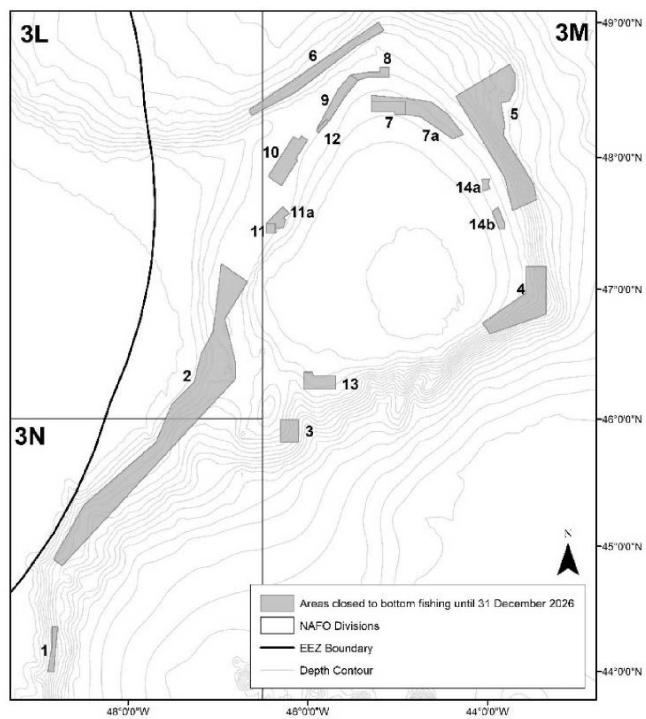 3L
3M
49°0'0"N
6
8
9
7
5
12
7a
10
48°0'0"N
14a
11a
14b
11
47°0'0"N
4
2
13
46°0'0"N
3N
3
45°0'0"N
N
Areas closed to bottom fishing until 31 December 2026
NAFO Divisions
1
EEZ Boundary
Depth Contour
44°0'0"N
48°0'0"W
46°0'0"W
44°0'0"W